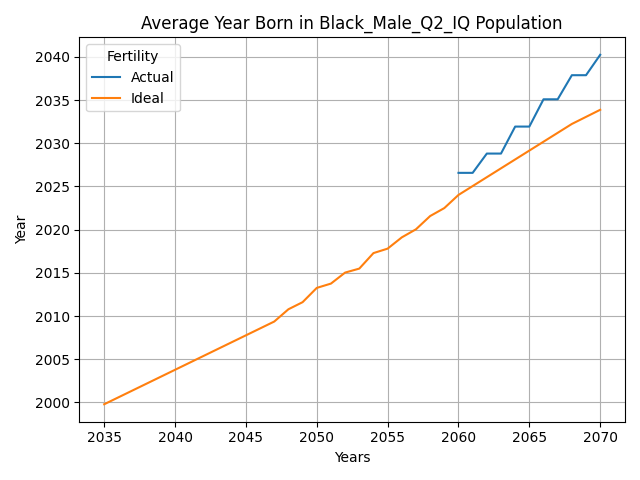 Average Year Born in Black_Male_Q2_IQ Population
Fertility
Actual
Ideal
Year
2040
2035
2030
2025
2020
2015
2010
2005
2000
2035 2040 2045 2050 2055 2060 2065 2070
Years